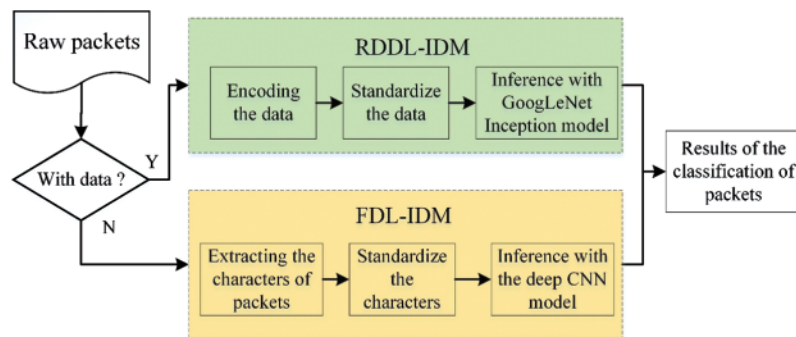 Raw packets
With data ?
Y
N
RDDL-IDM
Encoding
the data
Standardize
the data
Inference with
GoogLeNet
Inception model
FDL-IDM
Extracting the
characters of
packets
Standardize
the
characters
Inference with
the deep CNN
model
Results of the
classification of
packets